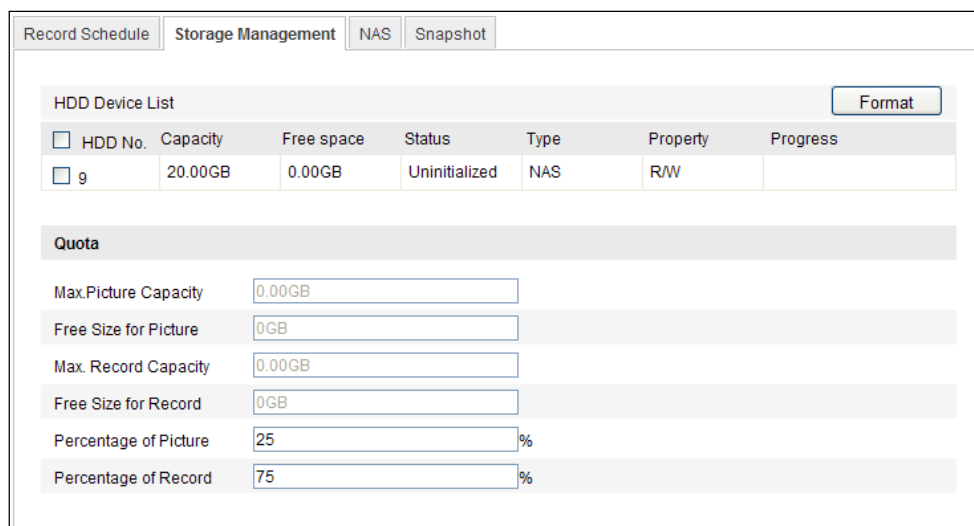 Record Schedule Storage Management NAS Snapshot
HDD Device List Format
HDD No. Capacity Free space Status Type Property Progress
9 20.00GB 0.00GB Uninitialized NAS R/W
Quota
Max.Picture Capacity 0.00GB
Free Size for Picture 0GB
Max. Record Capacity 0.00GB
Free Size for Record 0GB
Percentage of Picture 25 %
Percentage of Record 75 %